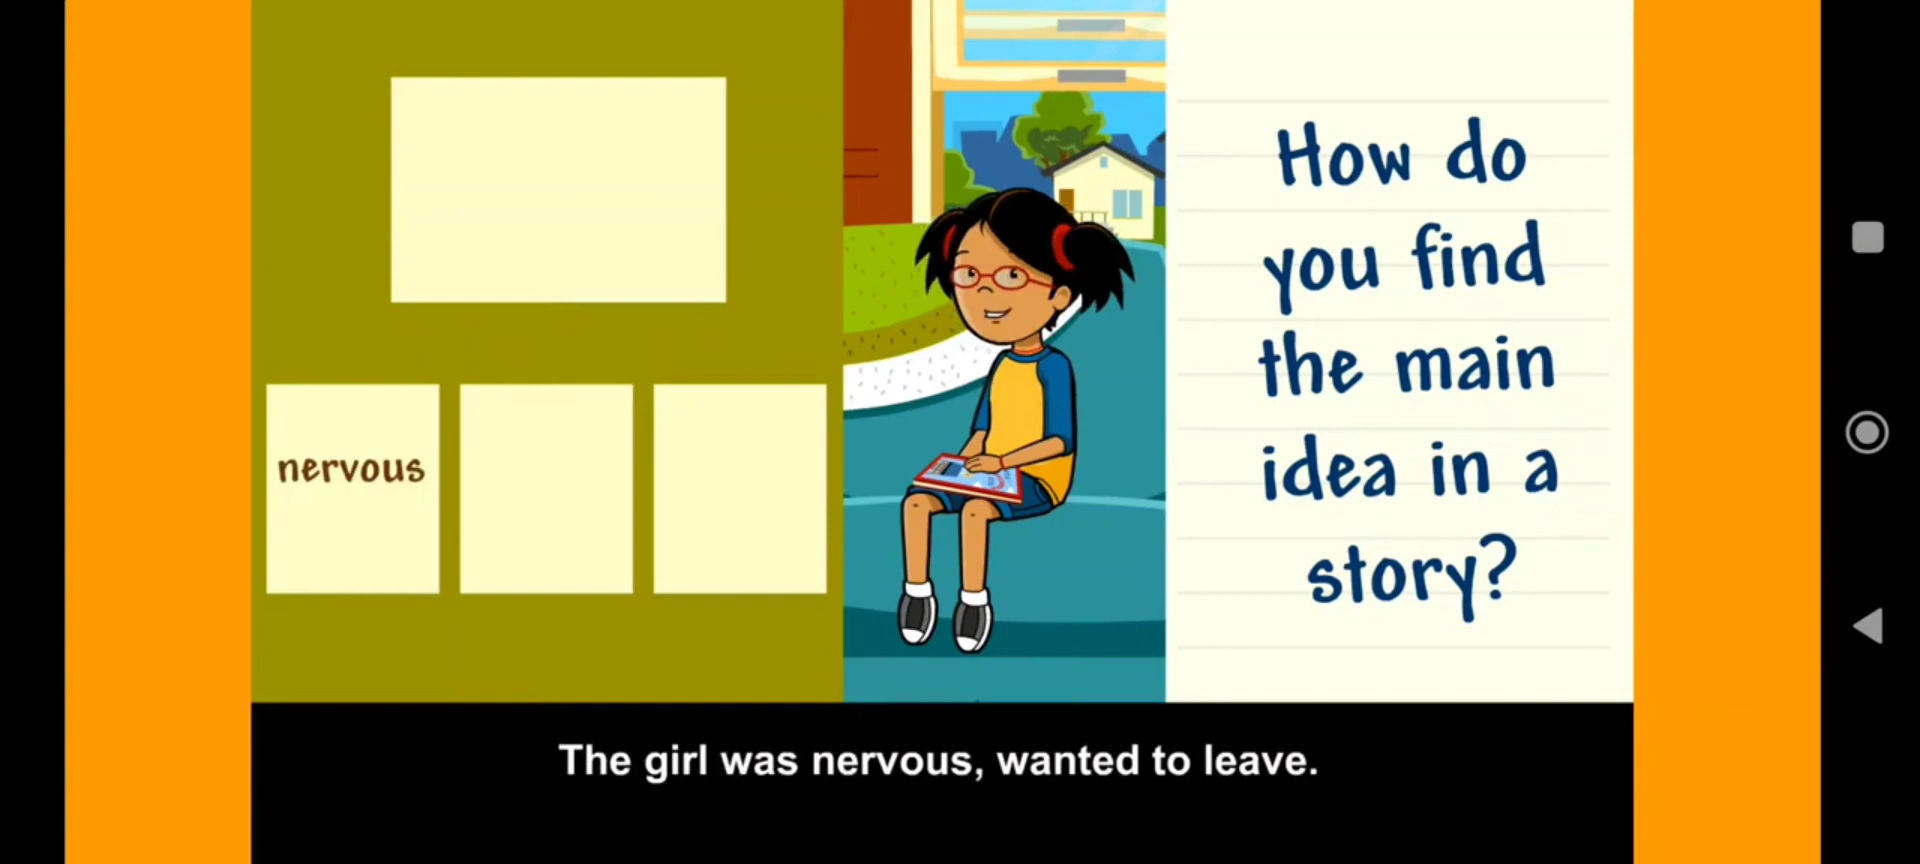 nervous
How do
you find
the main
idea in a
story?
The girl was nervous, wanted to leave.